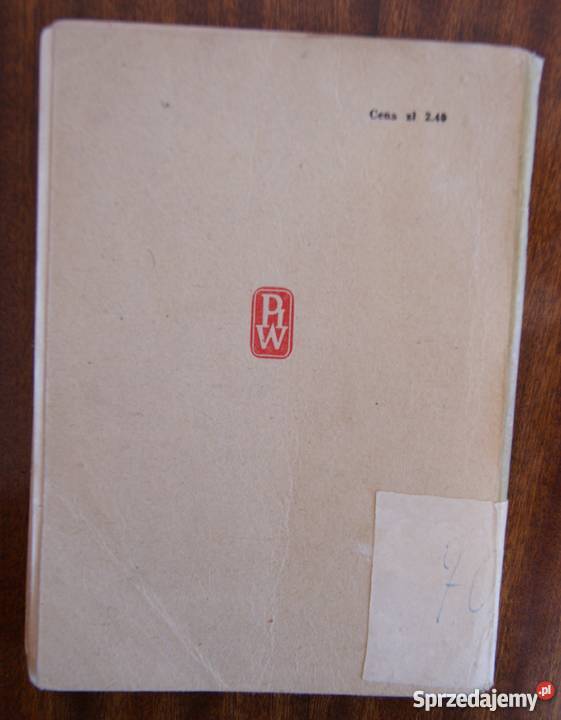 Cena zł 2.40
PIW
70
Sprzedajemy.pl